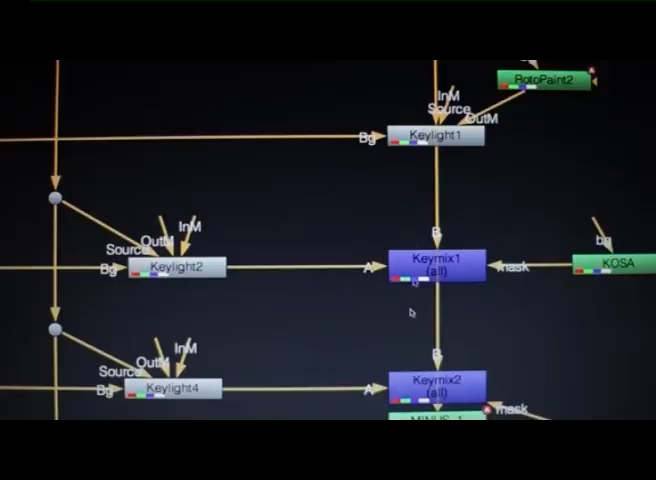 RotoPaint2
InM
Source
OutM
Bg
Keylight1
InM
OutM
Source
Bg
Keylight2
B
A
Keymix1
(all)
mask
bg
KOSA
InM
OutM
Source
Bg
Keylight4
B
A
Keymix2
(all)
mask
MINUS_1